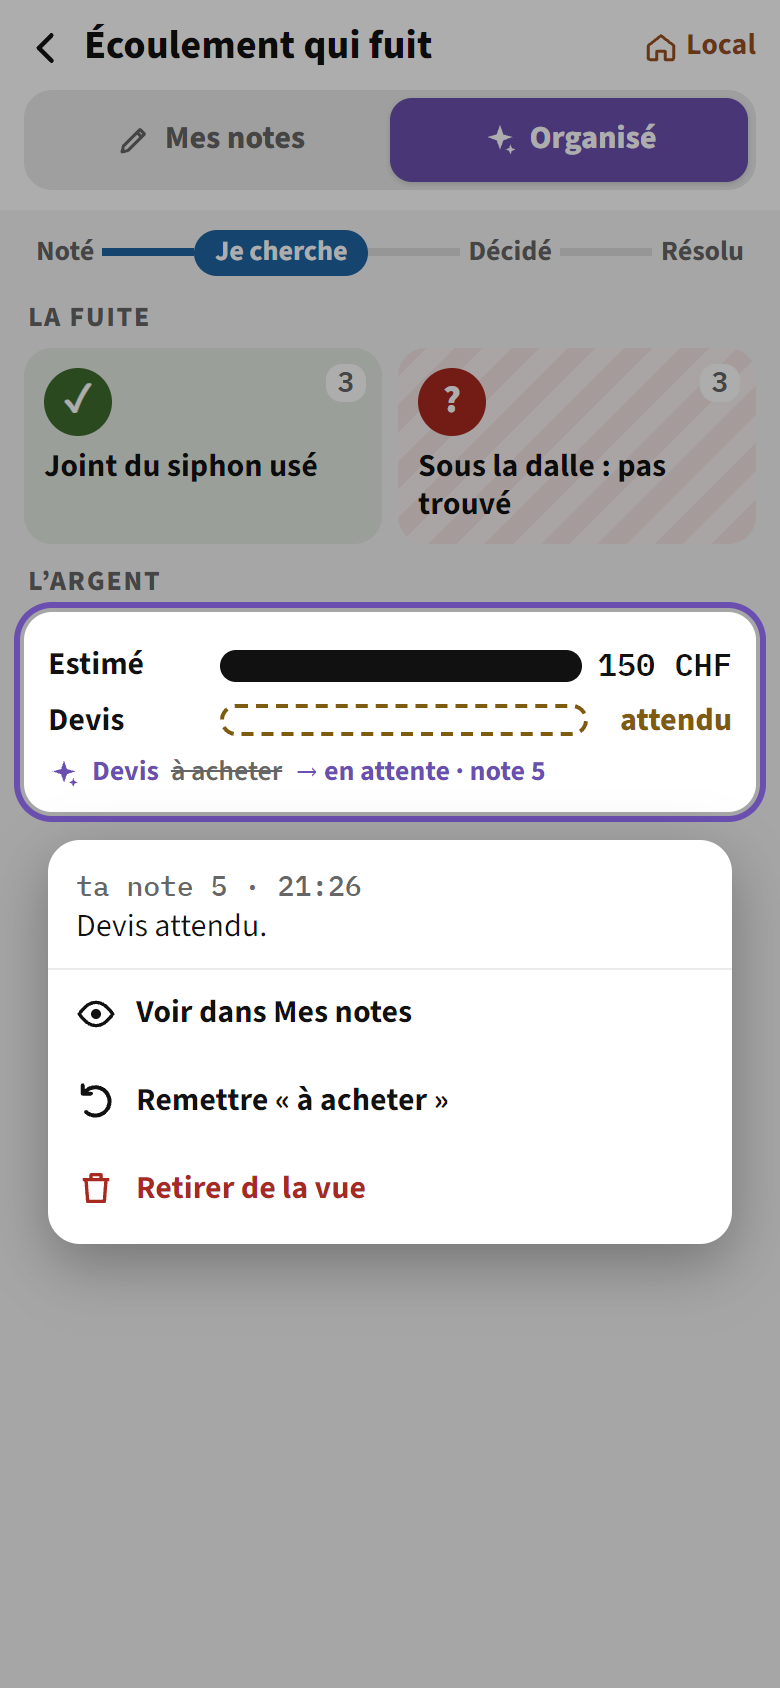 Écoulement qui fuit
Local
Mes notes
Organisé
Noté
Je cherche
Décidé
Résolu
LA FUITE
3
Joint du siphon usé
?
3
Sous la dalle : pas
trouvé
L’ARGENT
Estimé
150 CHF
Devis
attendu
Devis à acheter → en attente · note 5
ta note 5 · 21:26
Devis attendu.
Voir dans Mes notes
Remettre « à acheter »
Retirer de la vue